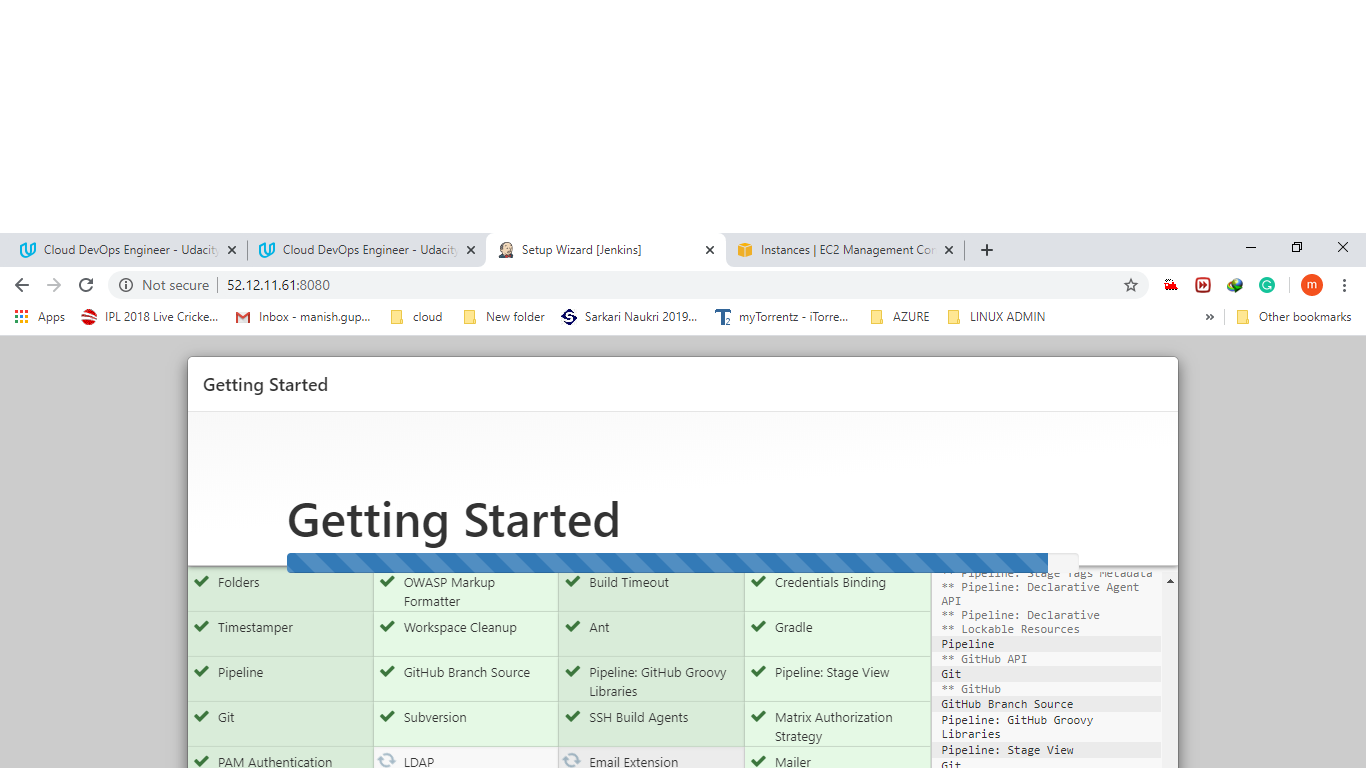 Cloud DevOps Engineer - Udacity
Cloud DevOps Engineer - Udacity
Setup Wizard [Jenkins]
Instances | EC2 Management Con
Not secure
52.12.11.61:8080
m
Apps
IPL 2018 Live Cricke...
Inbox - manish.gup...
cloud
New folder
Sarkari Naukri 2019...
myTorrentz - iTorre...
AZURE
LINUX ADMIN
»
Other bookmarks
Getting Started
Getting Started
Folders
OWASP Markup
Formatter
Build Timeout
Credentials Binding
Timestamper
Workspace Cleanup
Ant
Gradle
Pipeline
GitHub Branch Source
Pipeline: GitHub Groovy
Libraries
Pipeline: Stage View
Git
Subversion
SSH Build Agents
Matrix Authorization
Strategy
PAM Authentication
LDAP
Email Extension
Mailer
** Pipeline: Stage Tags Metadata
** Pipeline: Declarative Agent
API
** Pipeline: Declarative
** Lockable Resources
Pipeline
** GitHub API
Git
** GitHub
GitHub Branch Source
Pipeline: GitHub Groovy
Libraries
Pipeline: Stage View
Git